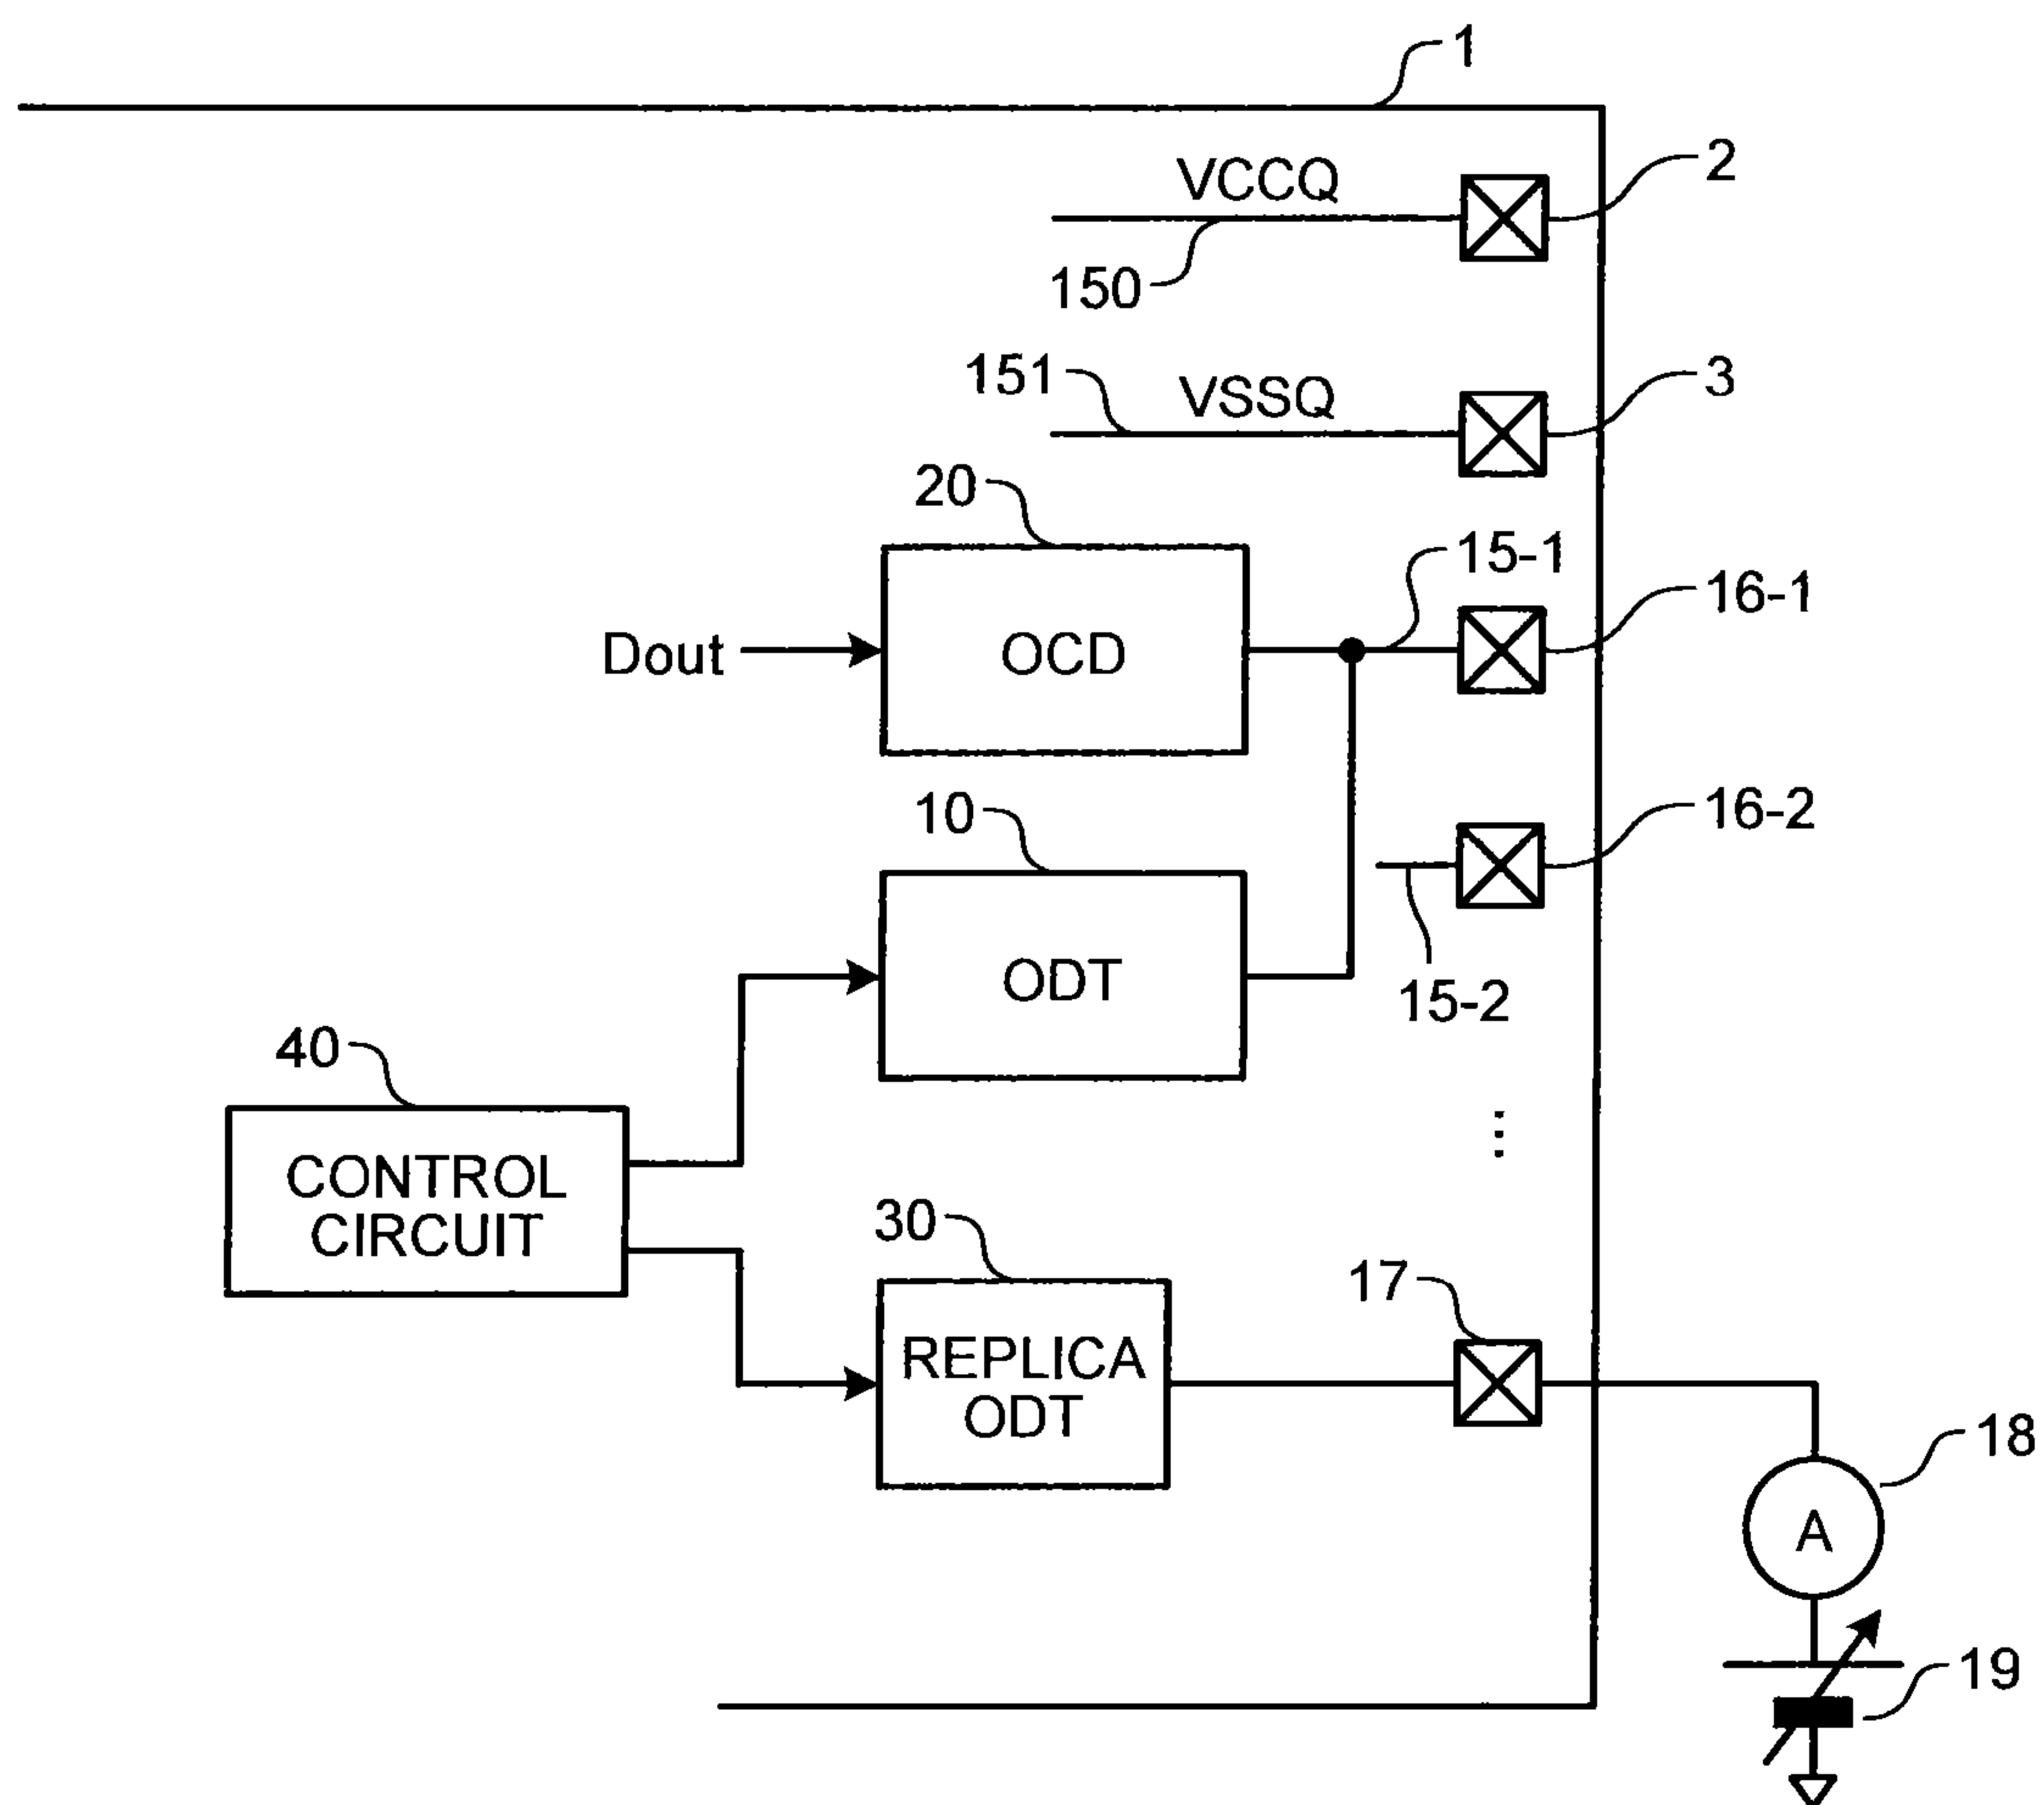 1
VCCQ
2
150
151
VSSQ
3
20
15-1
16-1
Dout
OCD
10
16-2
ODT
15-2
40
CONTROL
CIRCUIT
30
17
REPLICA
ODT
18
A
19